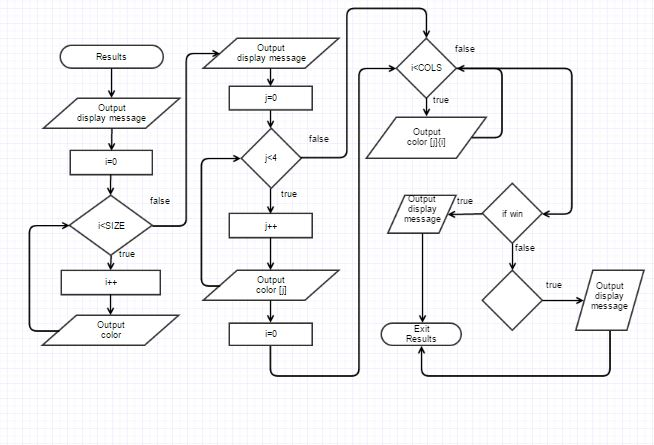 Results
Output
display message
i=0
i<SIZE
false
true
i++
Output
color
Output
display message
j=0
j<4
false
true
j++
Output
color [j]
i=0
i<COLS
false
true
Output
color [j]{i]
if win
true
false
Output
display
message
true
Output
display
message
Exit
Results